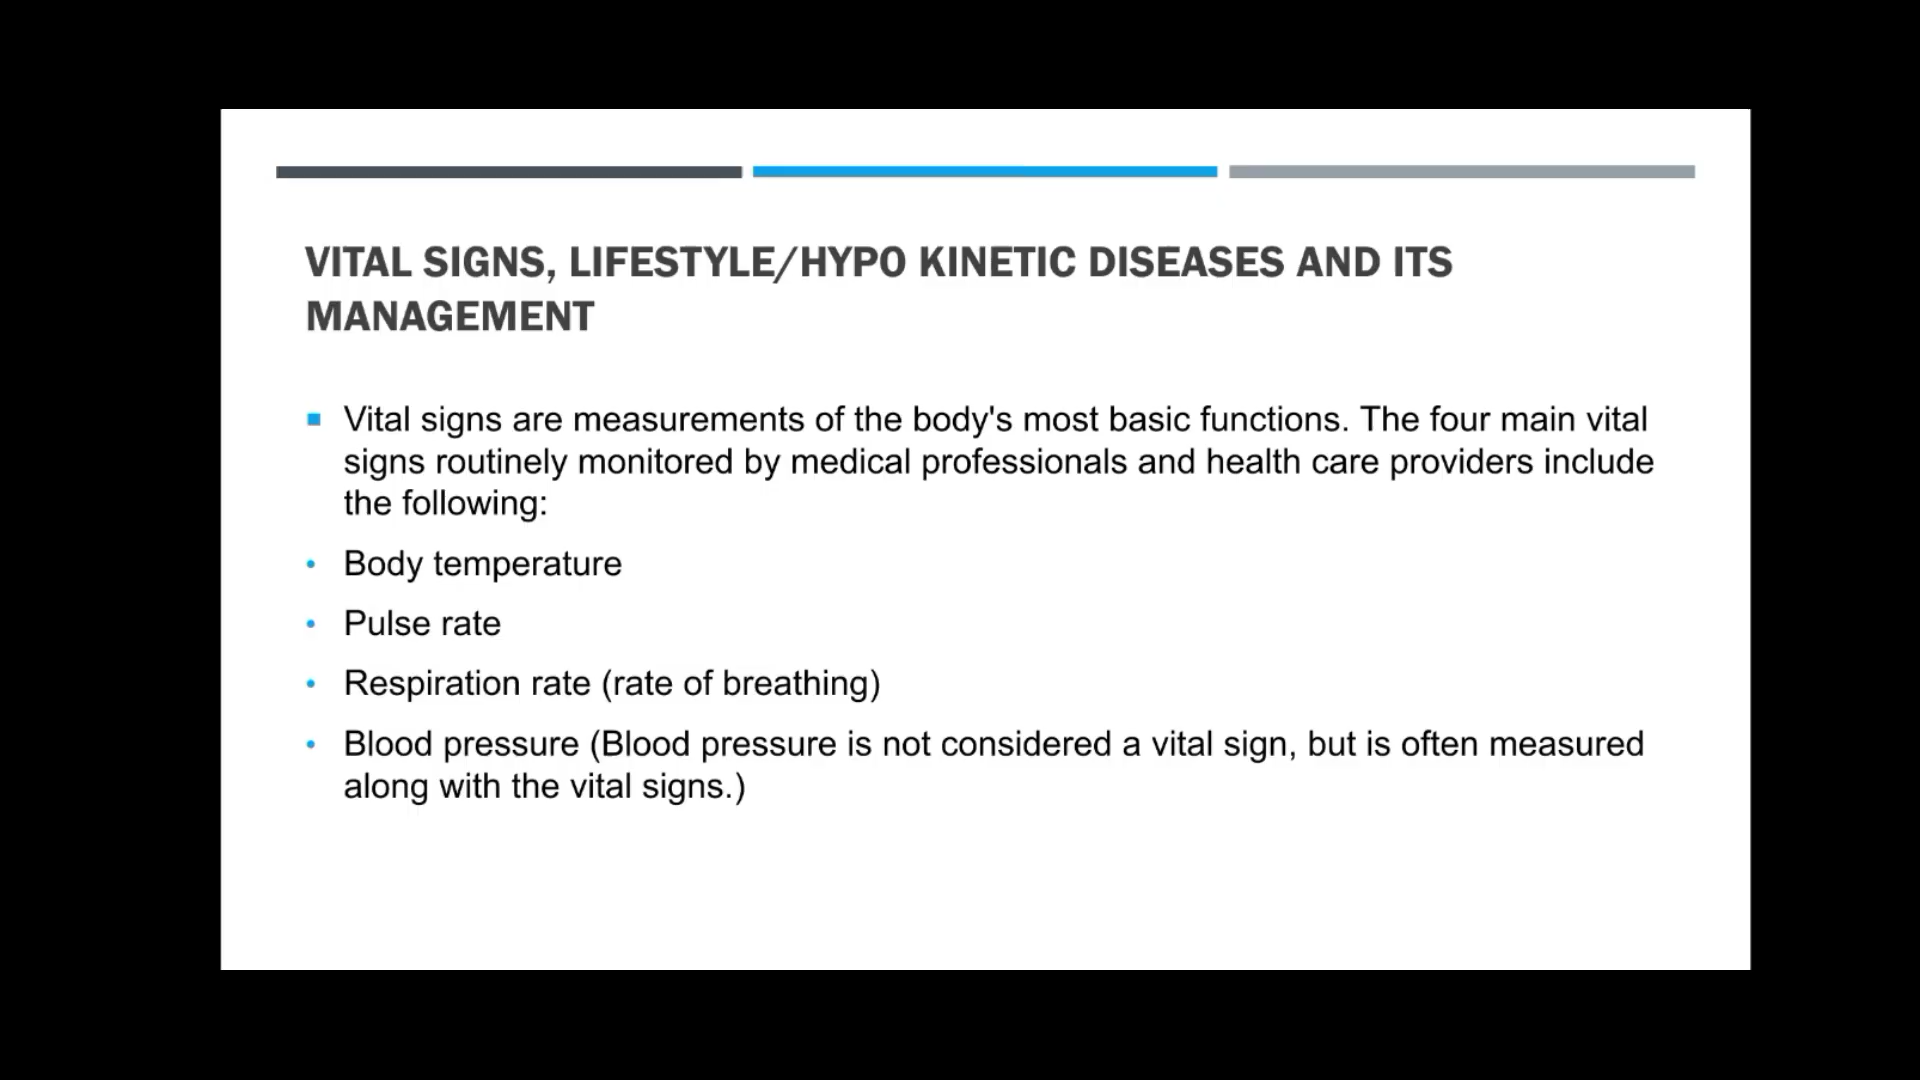 VITAL SIGNS, LIFESTYLE/HYPO KINETIC DISEASES AND ITS
MANAGEMENT
Vital signs are measurements of the body's most basic functions. The four main vital
signs routinely monitored by medical professionals and health care providers include
the following:
Body temperature
Pulse rate
Respiration rate (rate of breathing)
Blood pressure (Blood pressure is not considered a vital sign, but is often measured
along with the vital signs.)